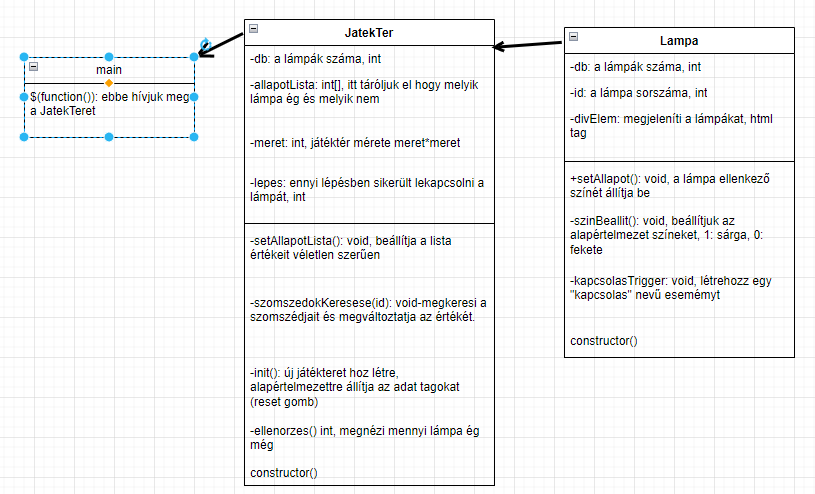 main
$(function()): ebbe hívjuk meg
a JatekTeret
JatekTer
-db: a lámpák száma, int
-allapotLista: int[], itt tároljuk el hogy melyik
lámpa ég és melyik nem
-meret: int, játéktér mérete meret*meret
-lepes: ennyi lépésben sikerült lekapcsolni a
lámpát, int
-setAllapotLista(): void, beállítja a lista
értékeit véletlen szerűen
-szomszedokKeresese(id): void-megkeresi a
szomszédjait és megváltoztatja az értékét.
-init(): új játékteret hoz létre,
alapértelmezettre állítja az adat tagokat
(reset gomb)
-ellenorzes() int, megnézi mennyi lámpa ég
még
constructor()
Lampa
-db: a lámpák száma, int
-id: a lámpa sorszáma, int
-divElem: megjeleníti a lámpákat, html
tag
+setAllapot(): void, a lámpa ellenkező
színét állítja be
-szinBeallit(): void, beállítjuk az
alapértelmezet színeket, 1: sárga, 0:
fekete
-kapcsolasTrigger: void, létrehozz egy
"kapcsolas" nevű esemémyt
constructor()